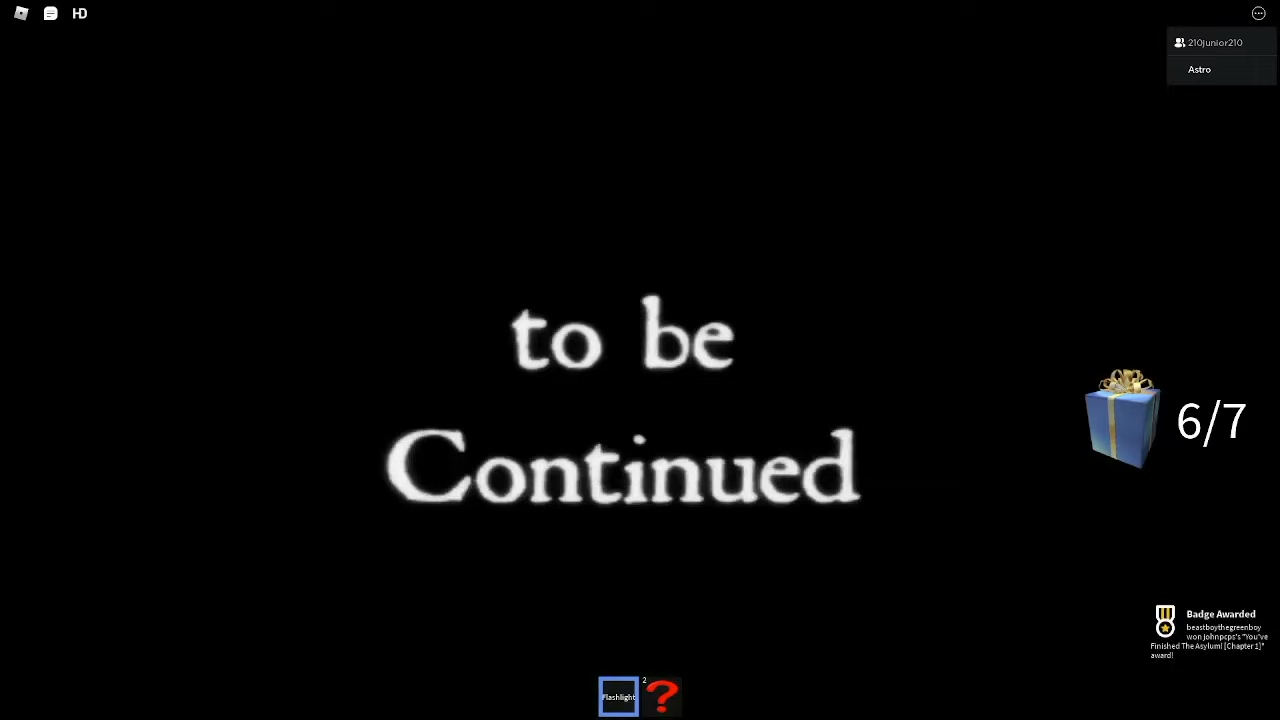 HD
210junior210
Astro
to be
Continued
6/7
Badge Awarded
beastboythegreenboy
won Johnpcps's "You've
Finished The Asylum! [Chapter 1]"
award!
Flashlight
2
?